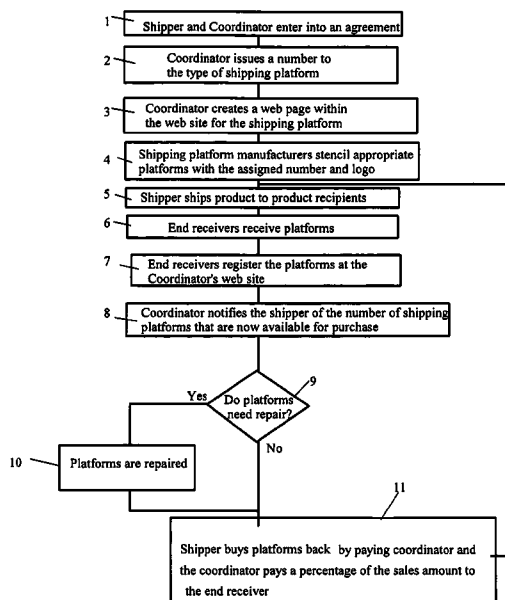 1 Shipper and Coordinator enter into an agreement
2 Coordinator issues a number to
the type of shipping platform
3 Coordinator creates a web page within
the web site for the shipping platform
4 Shipping platform manufacturers stencil appropriate
platforms with the assigned number and logo
5 Shipper ships product to product recipients
6 End receivers receive platforms
7 End receivers register the platforms at the
Coordinator's web site
8 Coordinator notifies the shipper of the number of shipping
platforms that are now available for purchase
9
Yes Do platforms
need repair?
No
10 Platforms are repaired
11
Shipper buys platforms back by paying coordinator and
the coordinator pays a percentage of the sales amount to
the end receiver